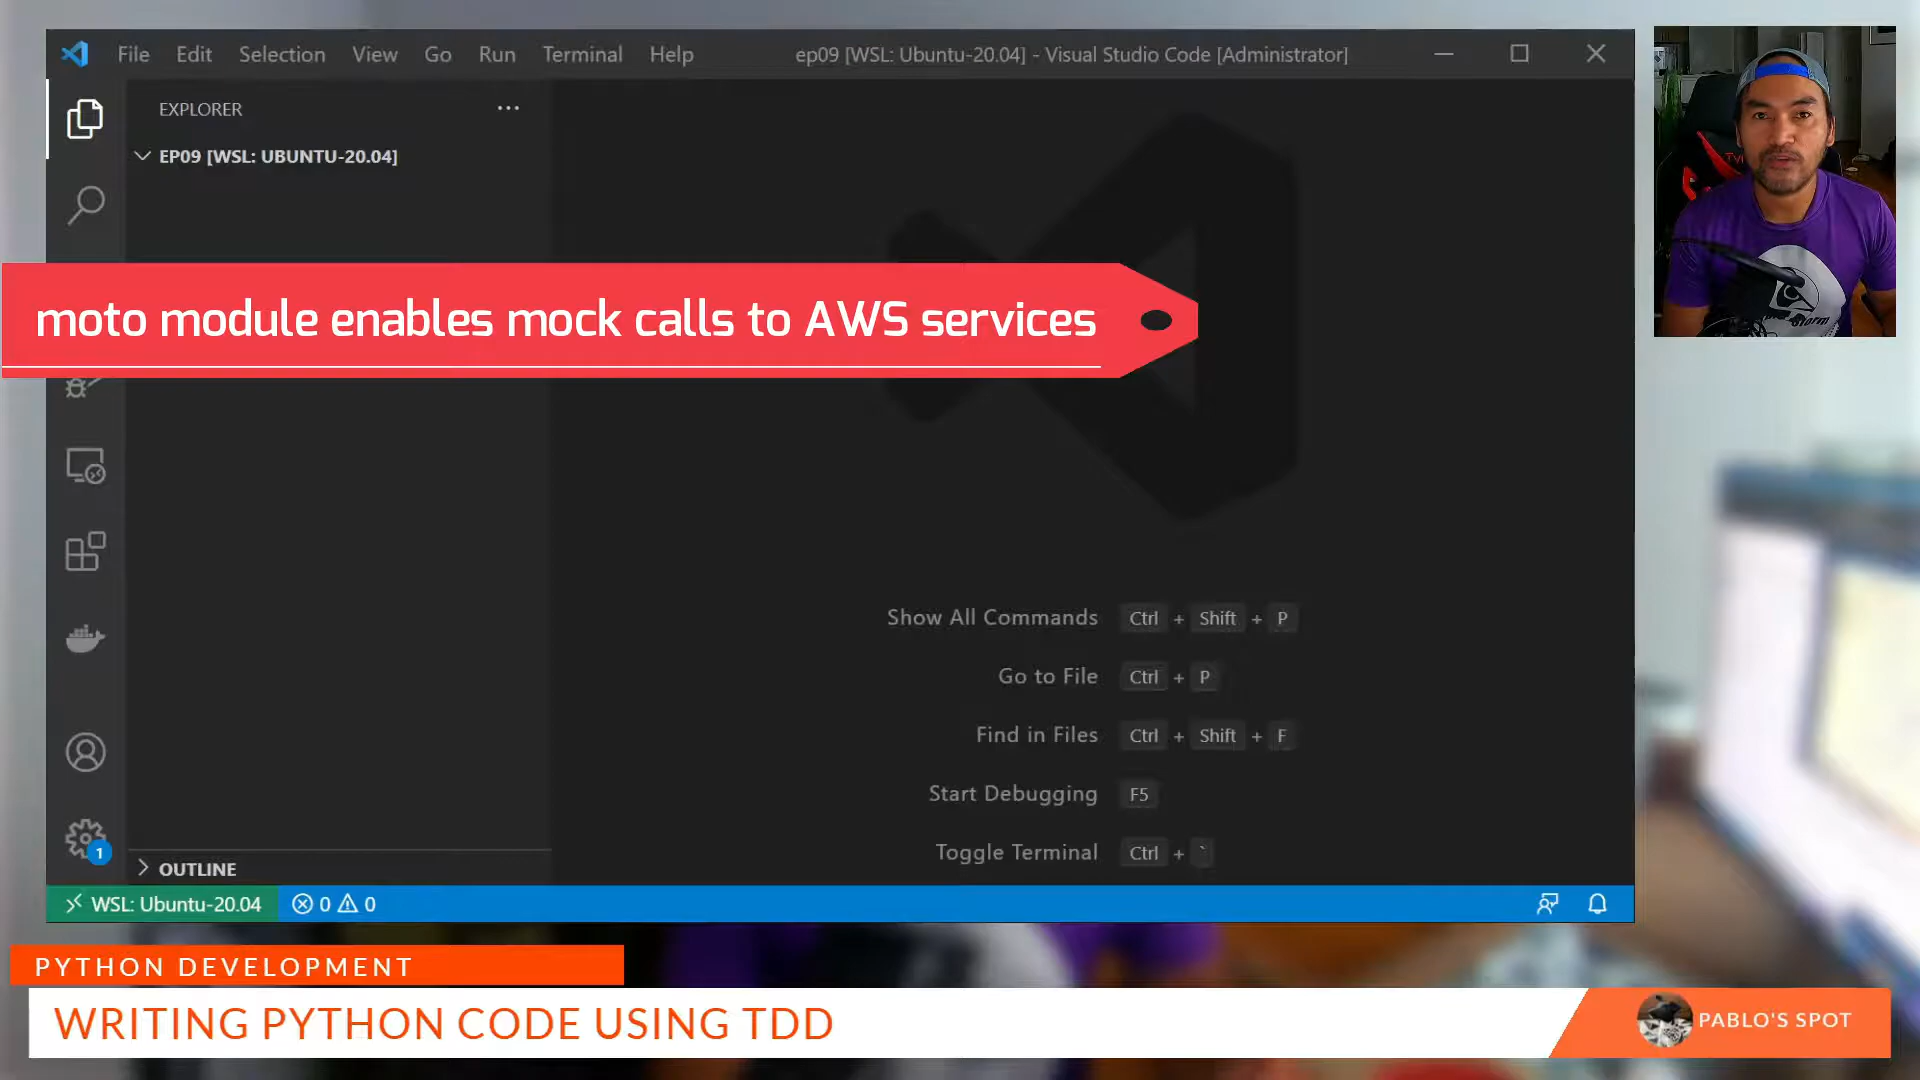 File Edit Selection View Go Run Terminal Help
ep09 [WSL: Ubuntu-20.04] - Visual Studio Code [Administrator]
EXPLORER
EP09 [WSL: UBUNTU-20.04]
moto module enables mock calls to AWS services
Show All Commands Ctrl + Shift + P
Go to File Ctrl + P
Find in Files Ctrl + Shift + F
Start Debugging F5
Toggle Terminal Ctrl + `
1
OUTLINE
WSL: Ubuntu-20.04 0 0
PYTHON DEVELOPMENT
WRITING PYTHON CODE USING TDD
PABLO'S SPOT